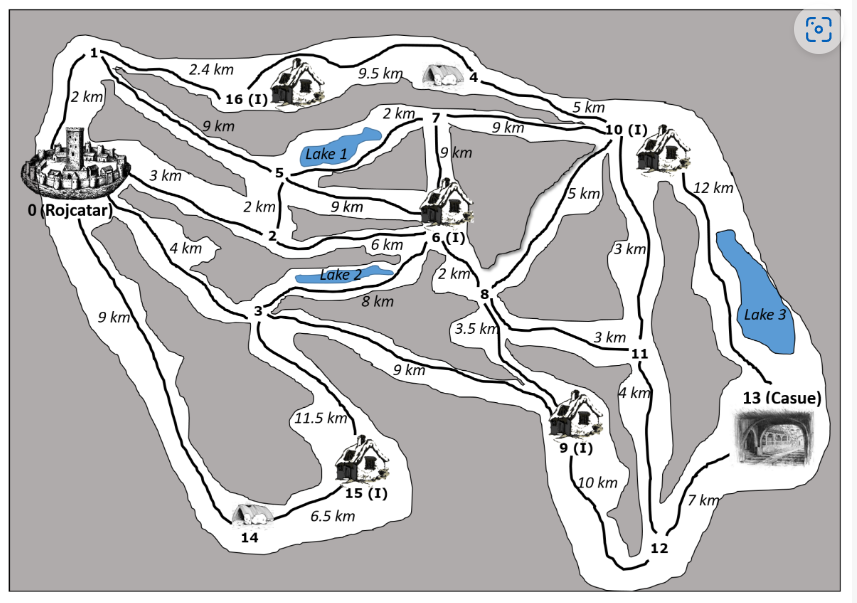 1
2.4 km
16 (I)
9.5 km
4
5 km
2 km
9 km
2 km
7
9 km
10 (I)
Lake 1
9 km
12 km
3 km
5
0 (Rojcatar)
2 km
9 km
5 km
2
6 km
6 (I)
4 km
3 km
Lake 2
2 km
8 km
8
3
Lake 3
9 km
3.5 km
3 km
11
9 km
4 km
13 (Casue)
11.5 km
9 (I)
15 (I)
10 km
7 km
6.5 km
14
12